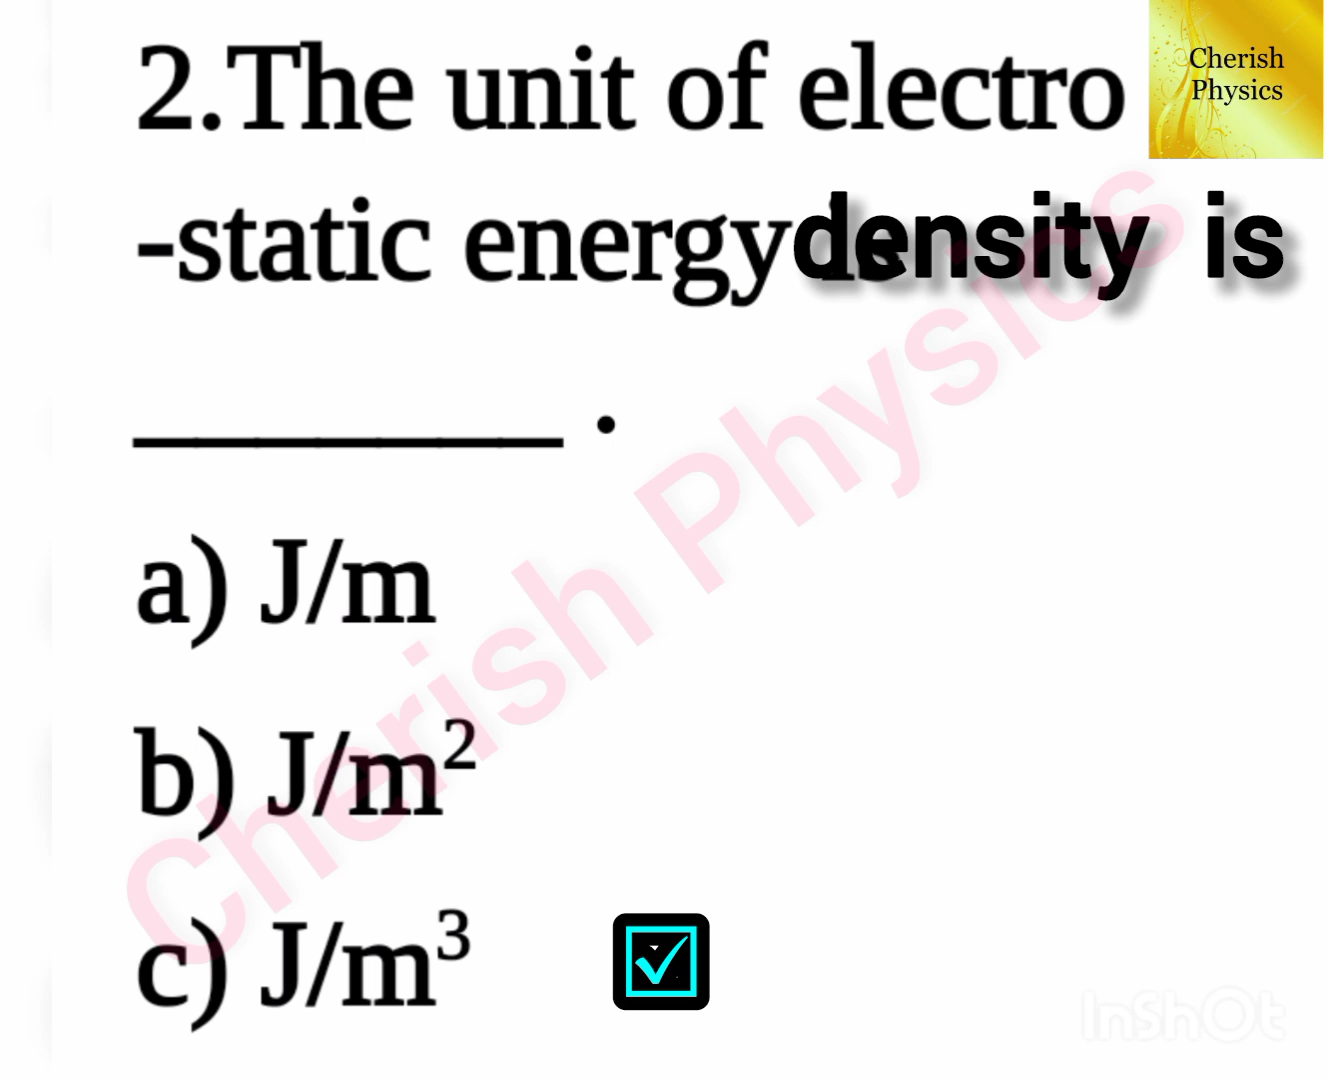 2.The unit of electro
Cherish
Physics
-static energy density is
________ .
a) J/m
b) J/m²
c) J/m³
Cherish Physics
InShOt